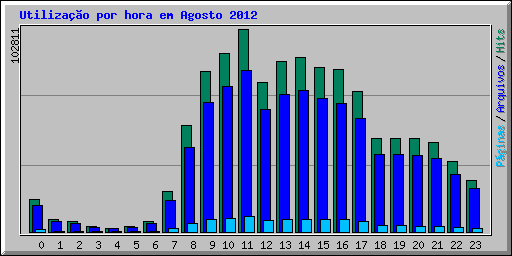 Utilização por hora em Agosto 2012
102811
Páginas / Arquivos / Hits
0 1 2 3 4 5 6 7 8 9 10 11 12 13 14 15 16 17 18 19 20 21 22 23